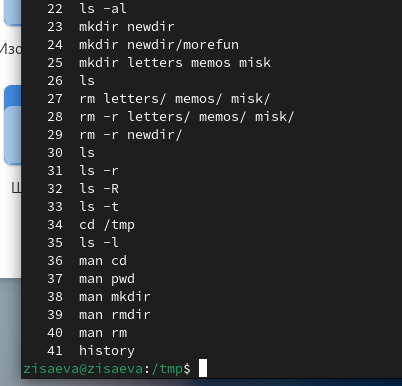 22 ls -al
23 mkdir newdir
24 mkdir newdir/morefun
25 mkdir letters memos misk
26 ls
27 rm letters/ memos/ misk/
28 rm -r letters/ memos/ misk/
29 rm -r newdir/
30 ls
31 ls -r
32 ls -R
33 ls -t
34 cd /tmp
35 ls -l
36 man cd
37 man pwd
38 man mkdir
39 man rmdir
40 man rm
41 history
zisaeva@zisaeva:/tmp$